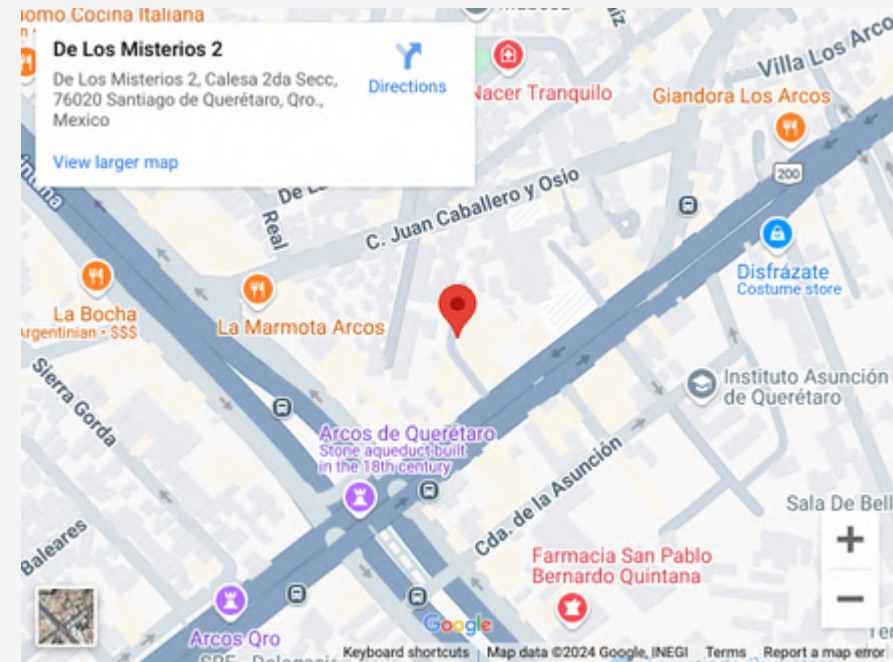 omo Cocina Italiana
De Los Misterios 2
De Los Misterios 2, Calesa 2da Secc,
76020 Santiago de Querétaro, Qro.,
Mexico
Directions
View larger map
Nacer Tranquilo
Villa Los Arco
Giandora Los Arcos
200
C. Juan Caballero y Osio
Real
Disfrázate
Costume store
La Bocha
Argentinian • $$$
La Marmota Arcos
Sierra Gorda
Instituto Asunción
de Querétaro
Arcos de Querétaro
Stone aqueduct built
in the 18th century
Cda. de la Asunción
Sala De Bell
Baleares
Farmacia San Pablo
Bernardo Quintana
+
−
Arcos Qro
Google
Keyboard shortcuts
Map data ©2024 Google, INEGI
Terms
Report a map error